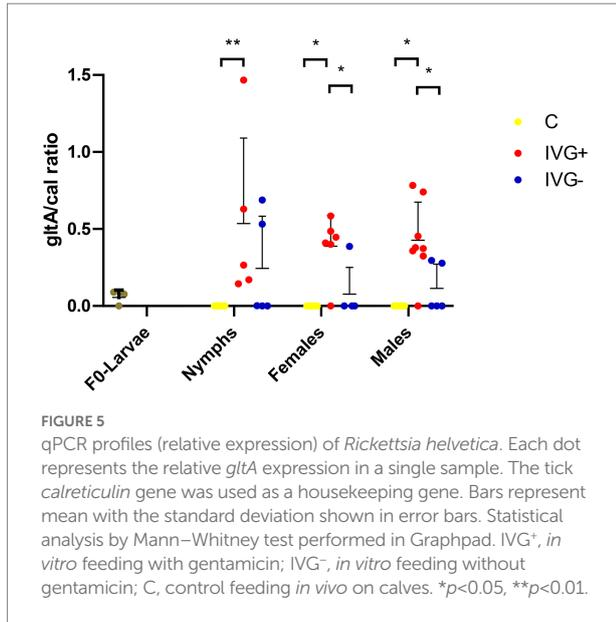 ** * * * *
1.5
1.0
0.5
0.0
gltA/cal ratio
F0-Larvae Nymphs Females Males
C
IVG+
IVG-
FIGURE 5
qPCR profiles (relative expression) of Rickettsia helvetica. Each dot
represents the relative gltA expression in a single sample. The tick
calreticulin gene was used as a housekeeping gene. Bars represent
mean with the standard deviation shown in error bars. Statistical
analysis by Mann–Whitney test performed in Graphpad. IVG⁺, in
vitro feeding with gentamicin; IVG⁻, in vitro feeding without
gentamicin; C, control feeding in vivo on calves. *p<0.05, **p<0.01.